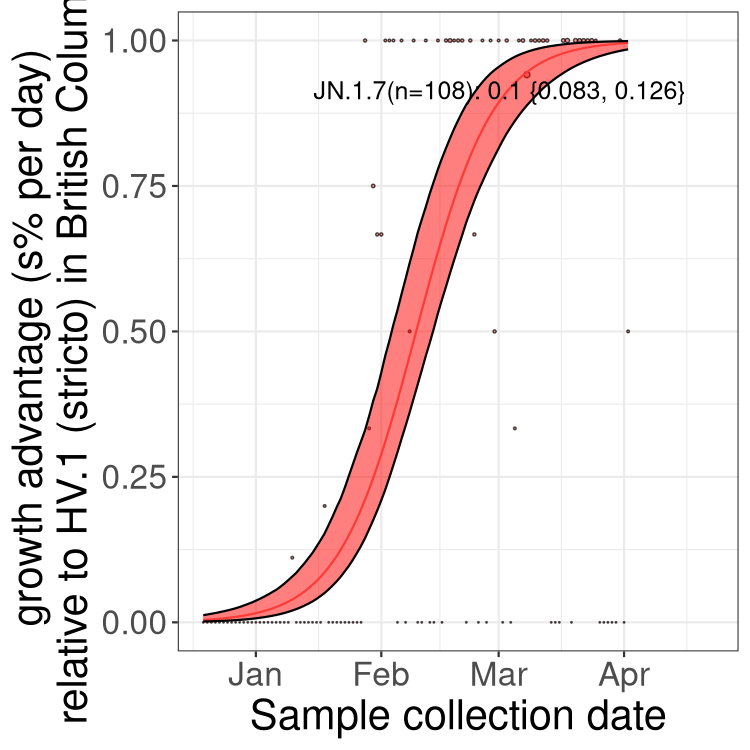 growth advantage (s% per day)
relative to HV.1 (stricto) in British Colum
1.00
0.75
0.50
0.25
0.00
JN.1.7(n=108): 0.1 {0.083, 0.126}
Jan Feb Mar Apr
Sample collection date